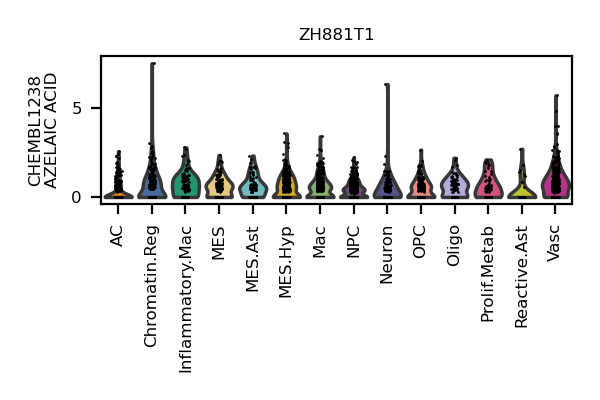 ZH881T1
CHEMBL1238
AZELAIC ACID
5
0
AC
Chromatin.Reg
Inflammatory.Mac
MES
MES.Ast
MES.Hyp
Mac
NPC
Neuron
OPC
Oligo
Prolif.Metab
Reactive.Ast
Vasc